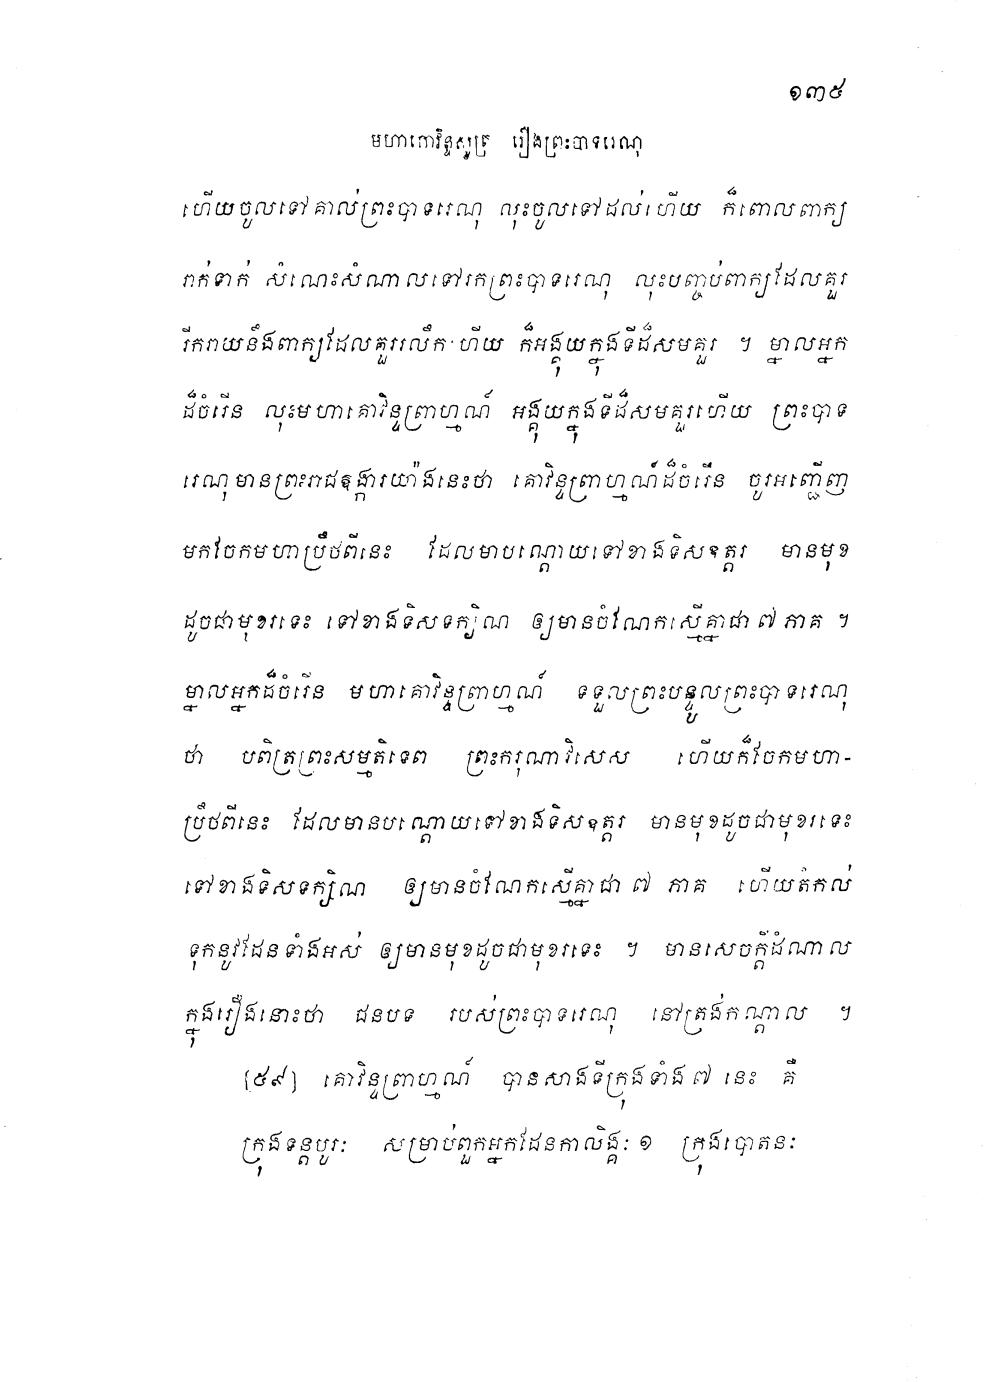 ១៣៥
មហាគោវិន្ទសូត្រ រឿងព្រះបាទរេណុ
ហើយចូលទៅគាល់ព្រះបាទរេណុ លុះចូលទៅដល់ហើយ ក៏ពោលពាក្យ
រាក់ទាក់ សំណេះសំណាលទៅរកព្រះបាទរេណុ លុះបញ្ចប់ពាក្យដែលគួរ
រីករាយនឹងពាក្យដែលគួររលឹកហើយ ក៏អង្គុយក្នុងទីដ៏សមគួរ ។ ម្នាលអ្នក
ដ៏ចំរើន លុះមហាគោវិន្ទព្រាហ្មណ៍ អង្គុយក្នុងទីដ៏សមគួរហើយ ព្រះបាទ
រេណុមានព្រះរាជឱង្ការយ៉ាងនេះថា គោវិន្ទព្រាហ្មណ៍ដ៏ចំរើន ចូរអញ្ជើញ
មកចែកមហាប្រឹថពីនេះ ដែលមាបណ្តោយទៅខាងទិសឧត្តរ មានមុខ
ដូចជាមុខរទេះ ទៅខាងទិសទក្សិណ ឲ្យមានចំណែកស្មើគ្នាជា ៧ ភាគ ។
ម្នាលអ្នកដ៏ចំរើន មហាគោវិន្ទព្រាហ្មណ៍ ទទួលព្រះបន្ទូលព្រះបាទរេណុ
ថា បពិត្រព្រះសម្មតិទេព ព្រះករុណាវិសេស ហើយក៏ចែកមហា-
ប្រឹថពីនេះ ដែលមានបណ្តោយទៅខាងទិសឧត្តរ មានមុខដូចជាមុខរទេះ
ទៅខាងទិសទក្សិណ ឲ្យមានចំណែកស្មើគ្នាជា ៧ ភាគ ហើយតំកល់
ទុកនូវដែនទាំងអស់ ឲ្យមានមុខដូចជាមុខរទេះ ។ មានសេចក្តីដំណាល
ក្នុងរឿងនោះថា ជនបទ របស់ព្រះបាទរេណុ នៅត្រង់កណ្តាល ។
[៥៩] គោវិន្ទព្រាហ្មណ៍ បានសាងទីក្រុងទាំង ៧ នេះ គឺ
ក្រុងទន្តបូរៈ សម្រាប់ពួកអ្នកដែនកាលិង្គៈ ១ ក្រុងបោតនៈ